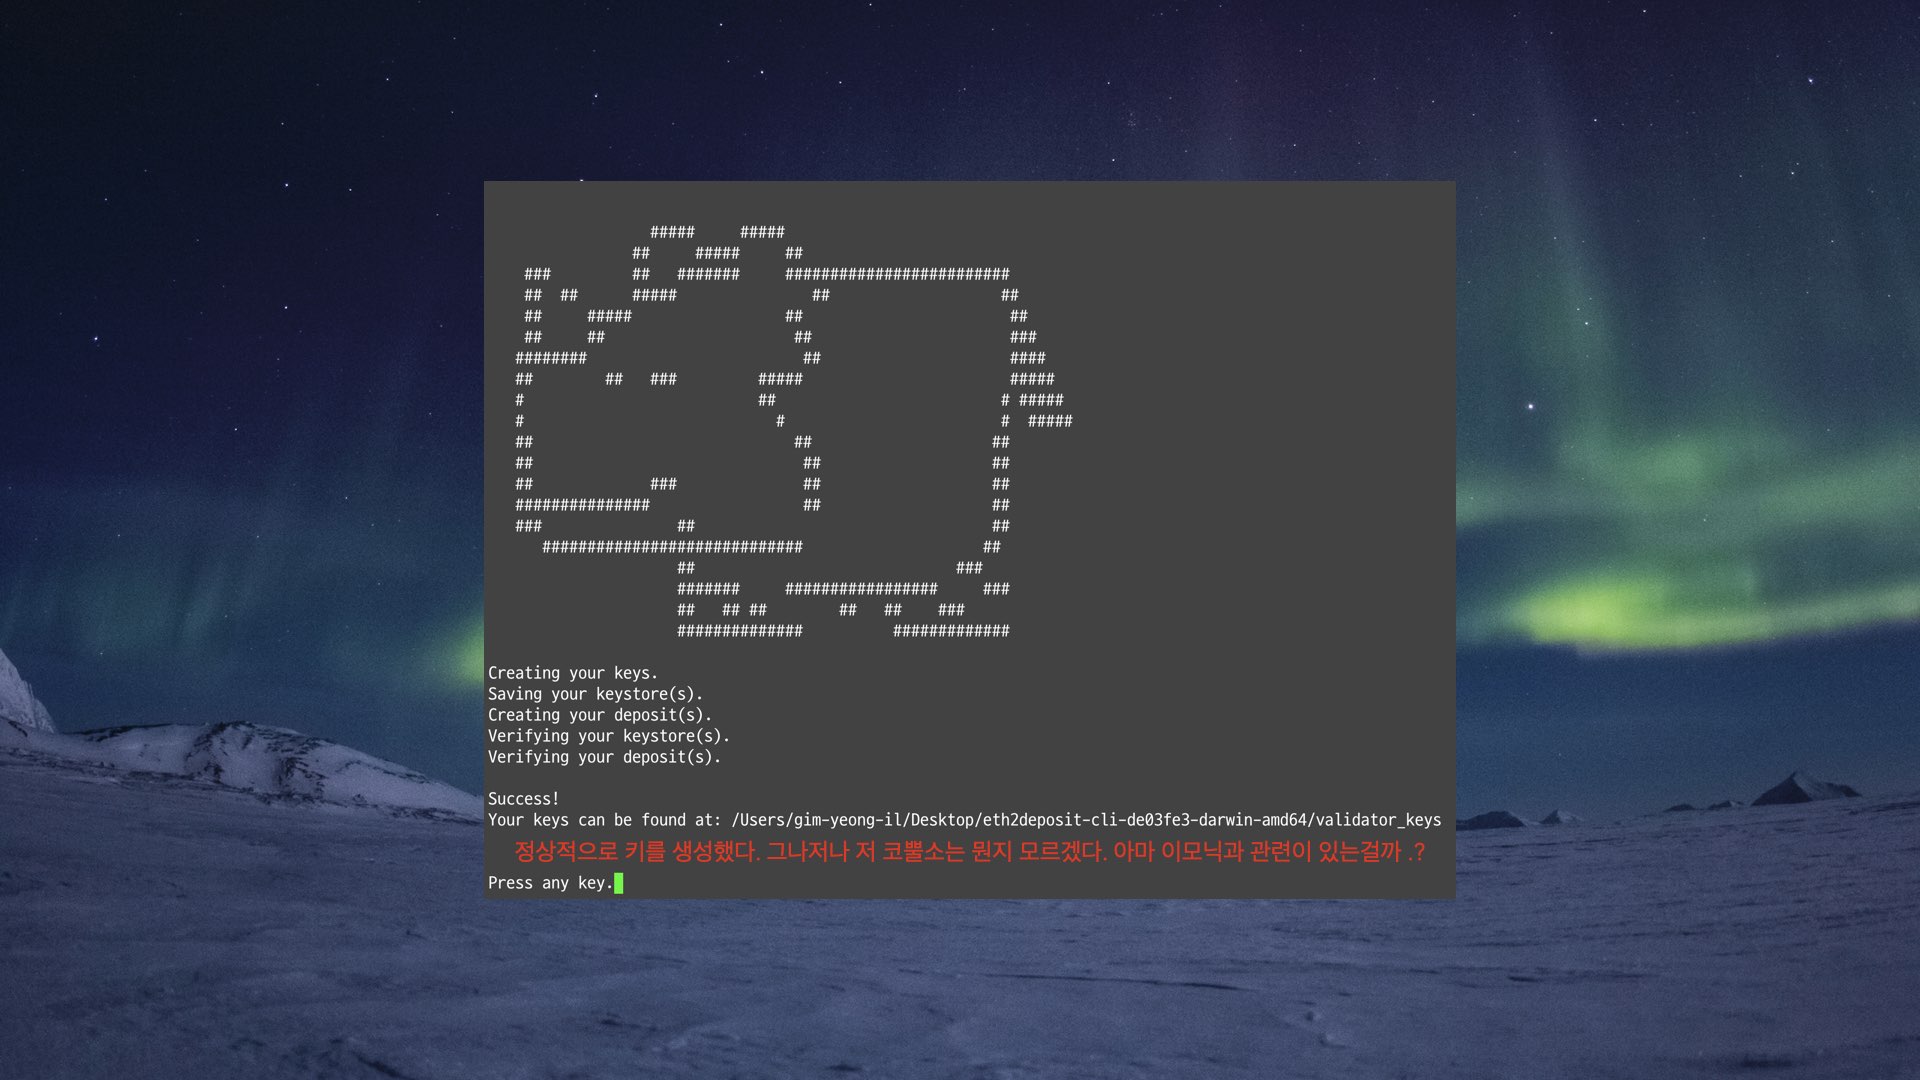 #####     #####
                ##     #####     ##
    ###         ##   #######     #########################
    ##  ##     #####               ##                   ##
    ##     #####                 ##                       ##
    ##     ##                     ##                      ###
   ########                        ##                     ####
   ##        ##   ###         #####                       #####
   #                          ##                         # #####
   #                            #                        #  #####
   ##                             ##                    ##
   ##                              ##                   ##
   ##             ###              ##                   ##
   ###############                 ##                   ##
   ###               ##                                 ##
      #############################                    ##
                     ##                             ###
                     #######     #################     ###
                     ##   ## ##        ##   ##    ###
                     ##############          #############
Creating your keys.
Saving your keystore(s).
Creating your deposit(s).
Verifying your keystore(s).
Verifying your deposit(s).
Success!
Your keys can be found at: /Users/gim-yeong-il/Desktop/eth2deposit-cli-de03fe3-darwin-amd64/validator_keys
정상적으로 키를 생성했다. 그나저나 저 코뿔소는 뭔지 모르겠다. 아마 이모닉과 관련이 있는걸까 .?
Press any key.